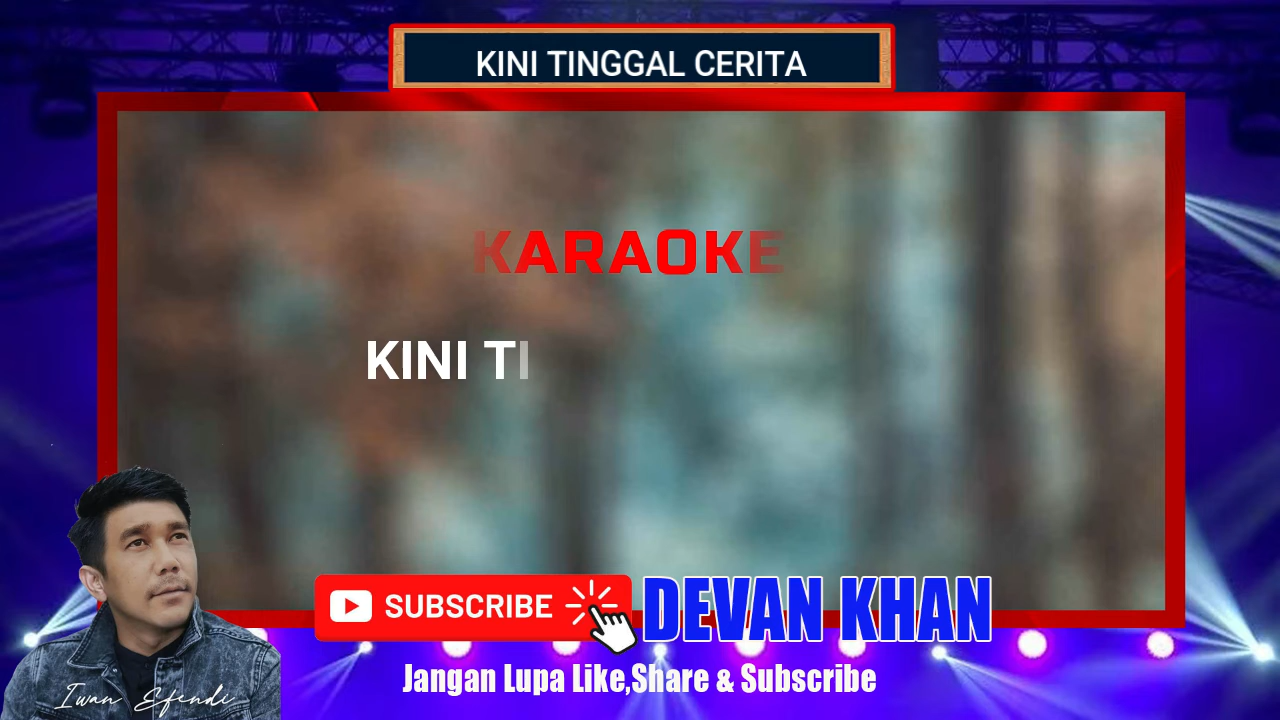 KINI TINGGAL CERITA
KARAOKE
KINI TI
SUBSCRIBE
DEVAN KHAN
Jangan Lupa Like,Share & Subscribe
Iwan Efendi